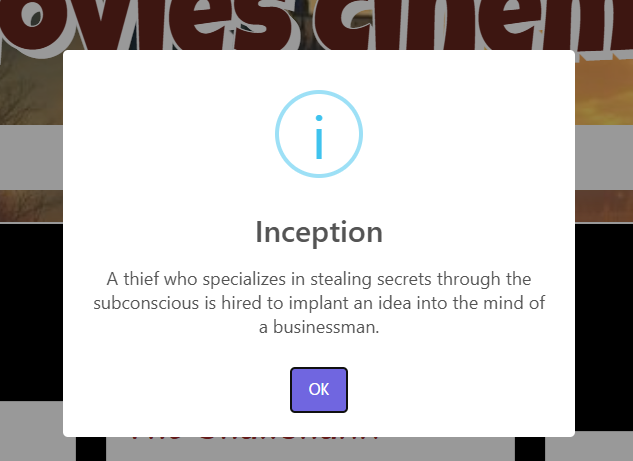 ovies cinem
Inception
A thief who specializes in stealing secrets through the
subconscious is hired to implant an idea into the mind of
a businessman.
OK